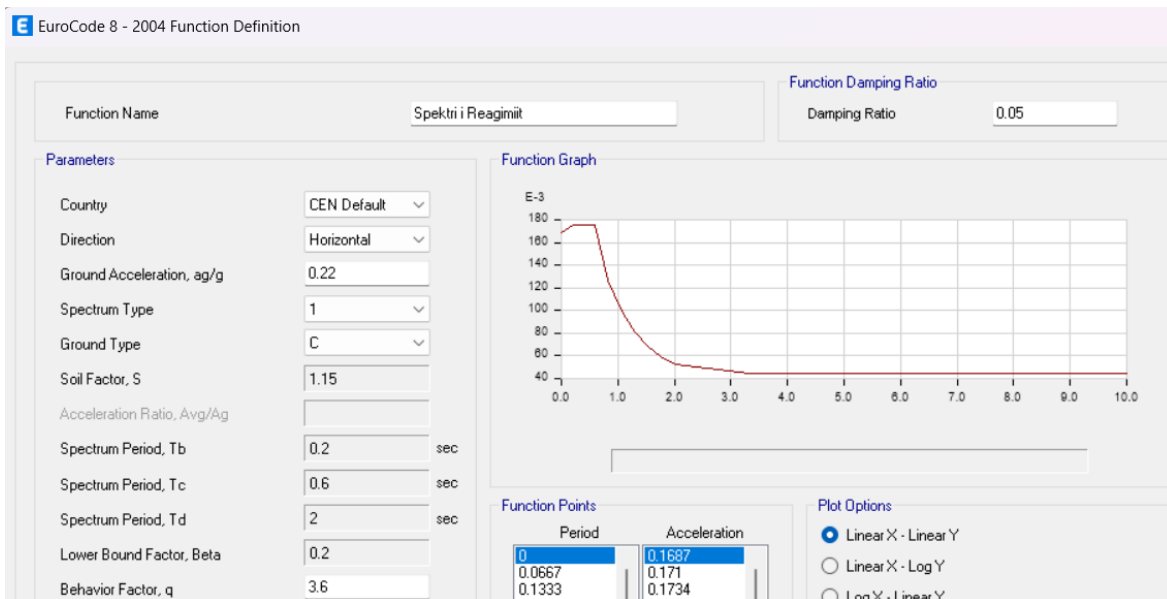 EuroCode 8 - 2004 Function Definition
Function Name
Spektri i Reagimiit
Function Damping Ratio
Damping Ratio
0.05
Parameters
Country
CEN Default
Direction
Horizontal
Ground Acceleration, ag/g
0.22
Spectrum Type
1
Ground Type
C
Soil Factor, S
1.15
Acceleration Ratio, Avg/Ag
Spectrum Period, Tb
0.2
sec
Spectrum Period, Tc
0.6
sec
Spectrum Period, Td
2
sec
Lower Bound Factor, Beta
0.2
Behavior Factor, q
3.6
Function Graph
E-3
180
160
140
120
100
80
60
40
0.0 1.0 2.0 3.0 4.0 5.0 6.0 7.0 8.0 9.0 10.0
Function Points
Period Acceleration
0 0.1687
0.0667 0.171
0.1333 0.1734
Plot Options
Linear X - Linear Y
Linear X - Log Y
Log X - Linear Y